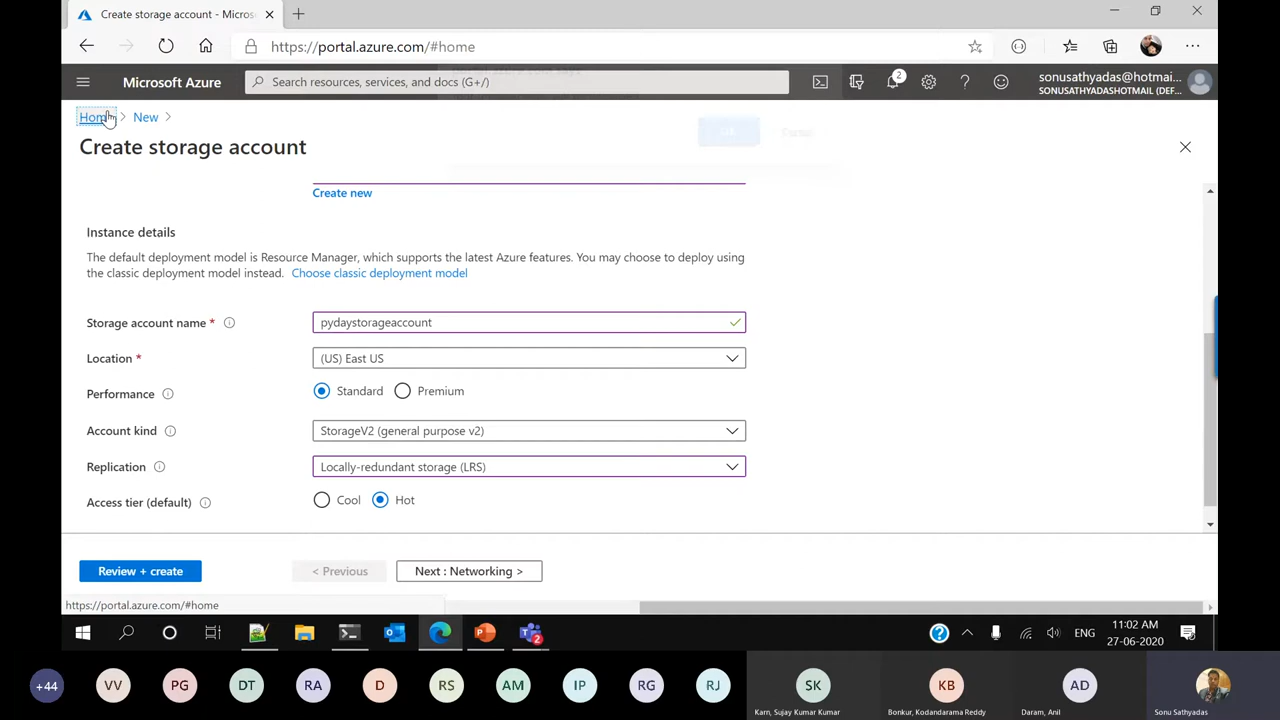 Create storage account - Micros
https://portal.azure.com/#home
Microsoft Azure
Search resources, services, and docs (G+/)
2
sonusathyadas@hotmail...
SONUSATHYADASHOTMAIL (DEF...
Home > New >
Create storage account
Create new
Instance details
The default deployment model is Resource Manager, which supports the latest Azure features. You may choose to deploy using
the classic deployment model instead. Choose classic deployment model
Storage account name *
pydaystorageaccount
Location *
(US) East US
Performance
Standard
Premium
Account kind
StorageV2 (general purpose v2)
Replication
Locally-redundant storage (LRS)
Access tier (default)
Cool
Hot
Review + create
< Previous
Next : Networking >
https://portal.azure.com/#home
2
ENG
11:02 AM
27-06-2020
+44
VV
PG
DT
RA
D
RS
AM
IP
RG
RJ
SK
KB
AD
Karn, Sujay Kumar Kumar
Bonkur, Kodandarama Reddy
Daram, Anil
Sonu Sathyadas